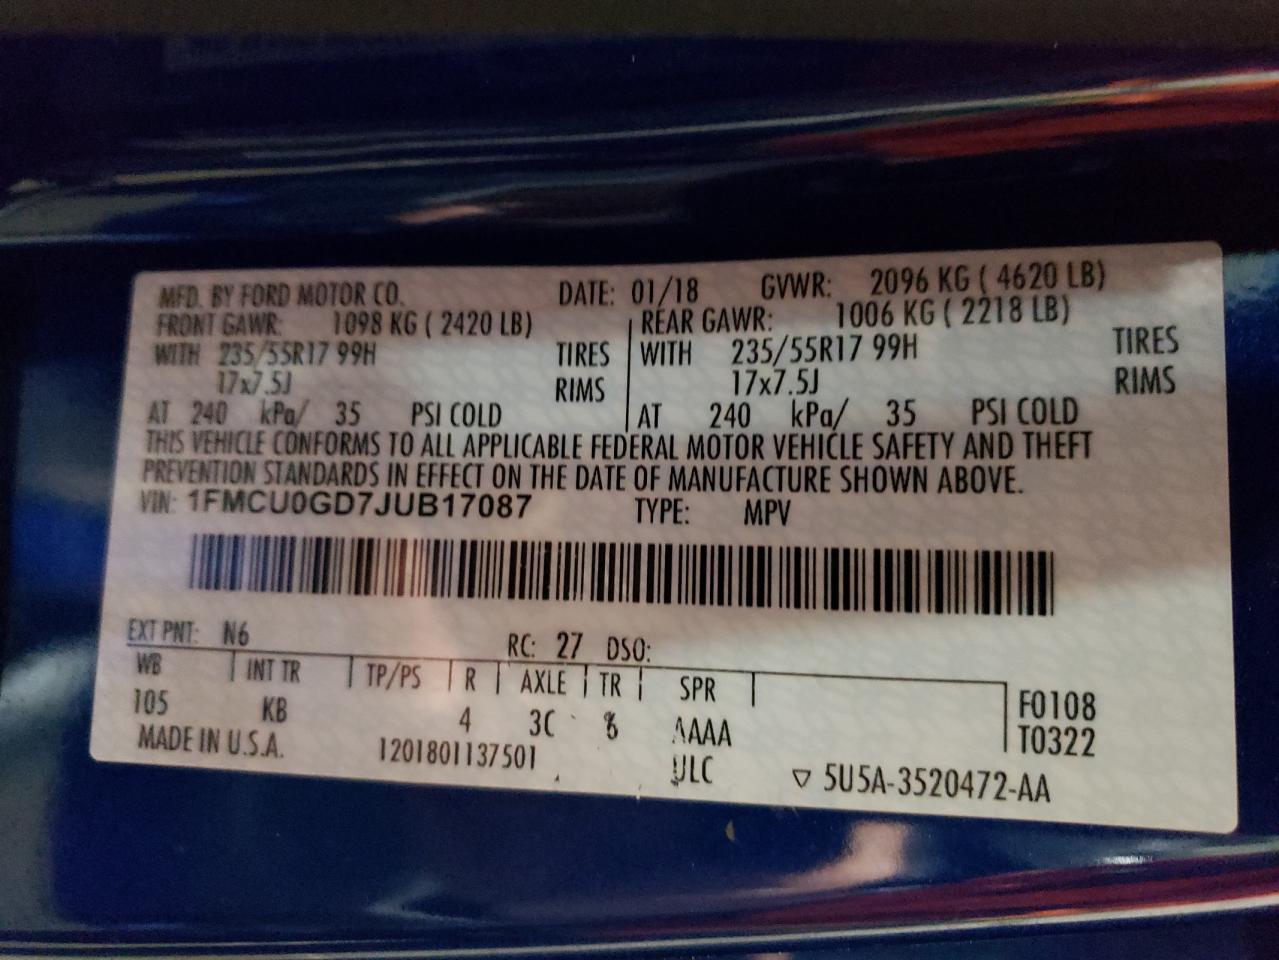 MFD. BY FORD MOTOR CO. DATE: 01/18 GVWR: 2096 KG ( 4620 LB)
FRONT GAWR: 1098 KG ( 2420 LB) REAR GAWR: 1006 KG ( 2218 LB)
WITH 235/55R17 99H TIRES WITH 235/55R17 99H TIRES
17x7.5J RIMS 17x7.5J RIMS
AT 240 kPa/ 35 PSI COLD AT 240 kPa/ 35 PSI COLD
THIS VEHICLE CONFORMS TO ALL APPLICABLE FEDERAL MOTOR VEHICLE SAFETY AND THEFT
PREVENTION STANDARDS IN EFFECT ON THE DATE OF MANUFACTURE SHOWN ABOVE.
VIN: 1FMCU0GD7JUB17087 TYPE: MPV
EXT PNT: N6 RC: 27 DSO:
WB INT TR TP/PS R AXLE TR SPR
105 KB 4 3C AAAA F0108
MADE IN U.S.A. 1201801137501 T0322
ULC ▽ 5U5A-3520472-AA